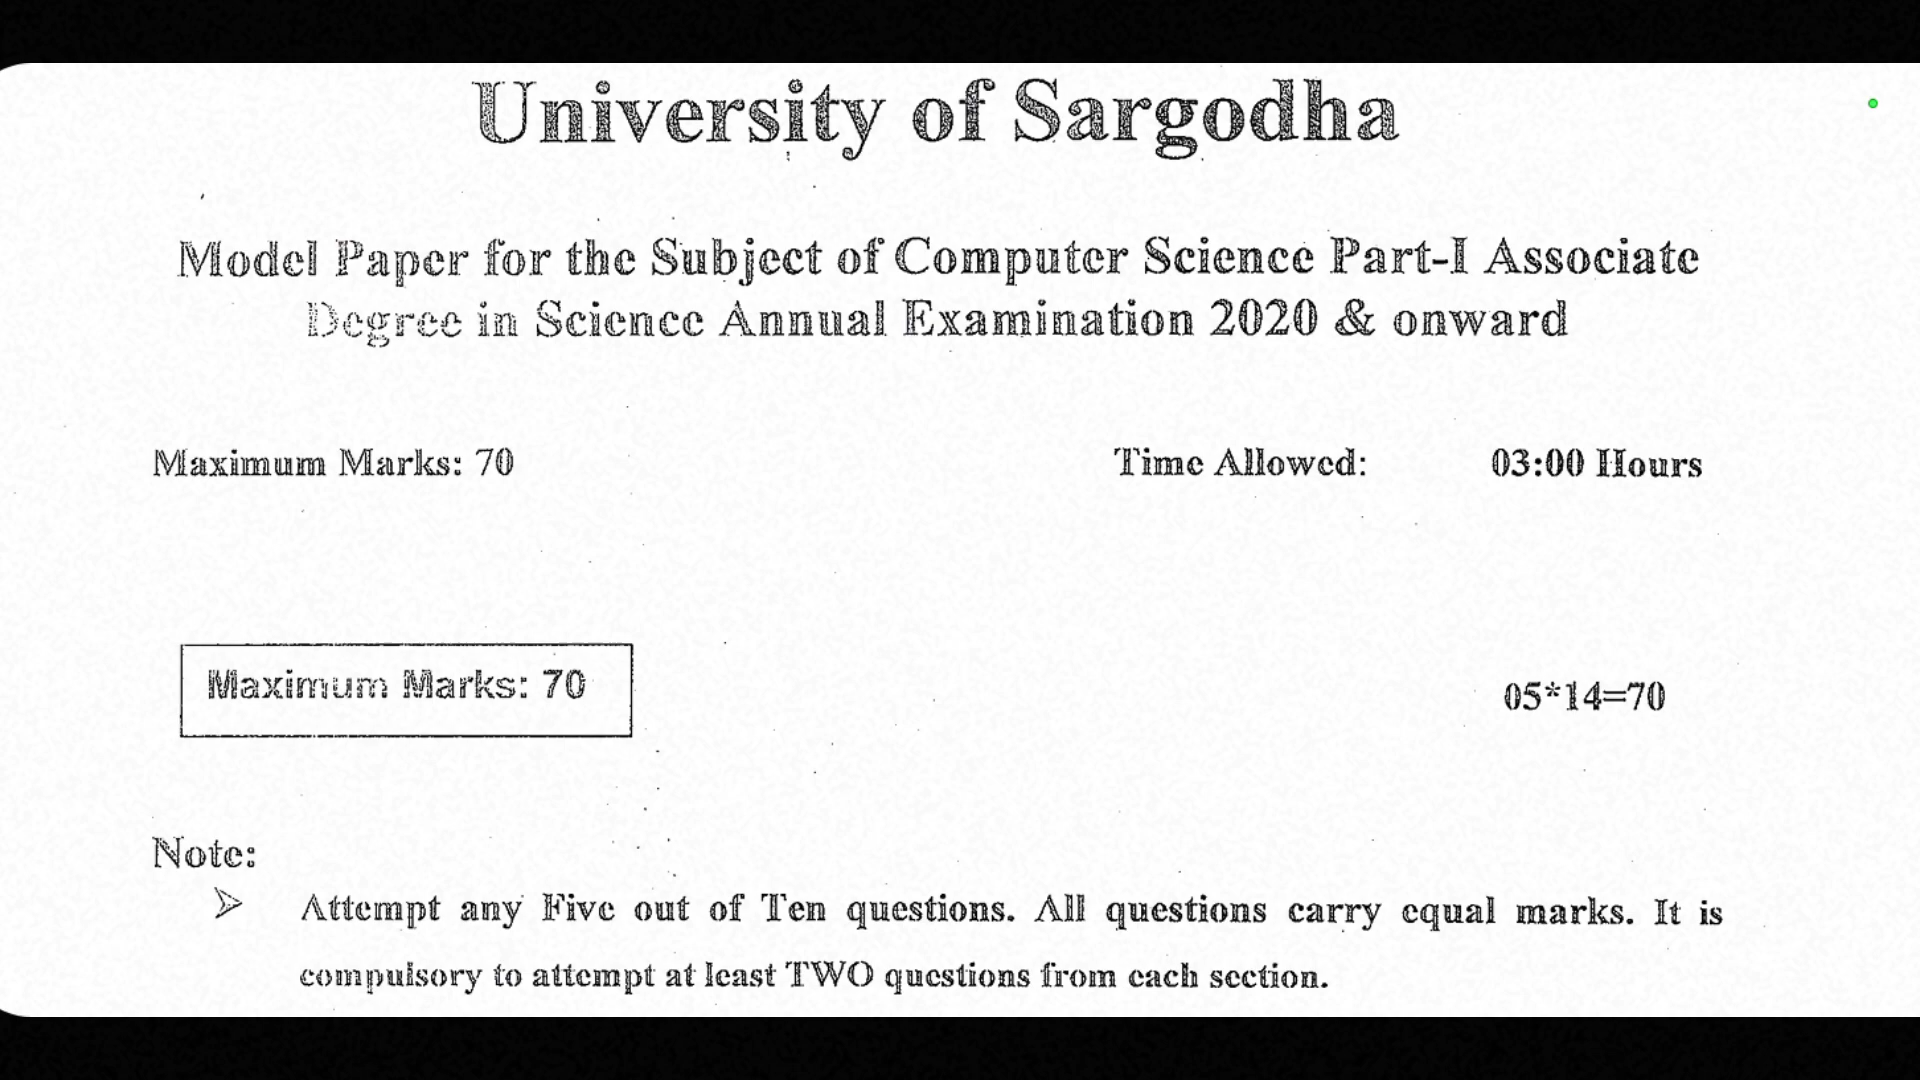 University of Sargodha
Model Paper for the Subject of Computer Science Part-I Associate
Degree in Science Annual Examination 2020 & onward
Maximum Marks: 70 Time Allowed: 03:00 Hours
Maximum Marks: 70 05*14=70
Note:
➢ Attempt any Five out of Ten questions. All questions carry equal marks. It is
compulsory to attempt at least TWO questions from each section.